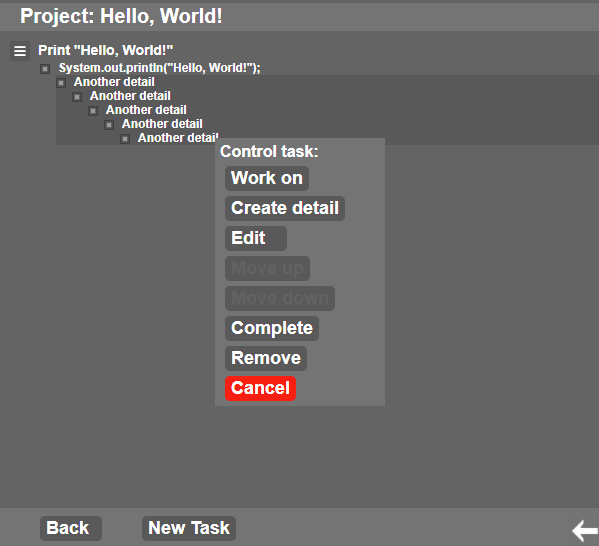 Project: Hello, World!
Print "Hello, World!"
System.out.println("Hello, World!");
Another detail
Another detail
Another detail
Another detail
Another detail
Control task:
Work on
Create detail
Edit
Move up
Move down
Complete
Remove
Cancel
Back
New Task